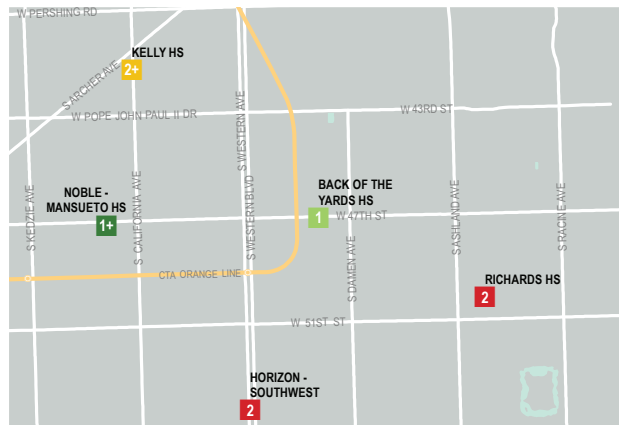 W PERSHING RD
KELLY HS
2+
S ARCHER AVE
W POPE JOHN PAUL II DR
W 43RD ST
S WESTERN AVE
NOBLE -
MANSUETO HS
1+
S KEDZIE AVE
S CALIFORNIA AVE
S WESTERN BLVD
BACK OF THE
YARDS HS
1
W 47TH ST
S DAMEN AVE
S ASHLAND AVE
S RACINE AVE
CTA ORANGE LINE
RICHARDS HS
2
W 51ST ST
HORIZON -
SOUTHWEST
2